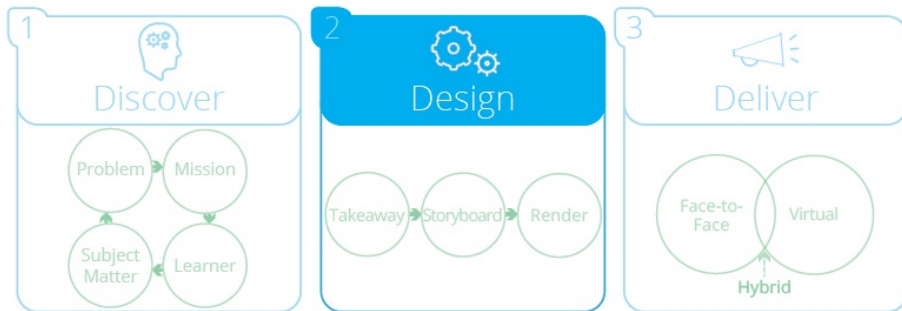 1
Discover
Problem
Mission
Subject
Matter
Learner
2
Design
Takeaway
Storyboard
Render
3
Deliver
Face-to-
Face
Virtual
Hybrid